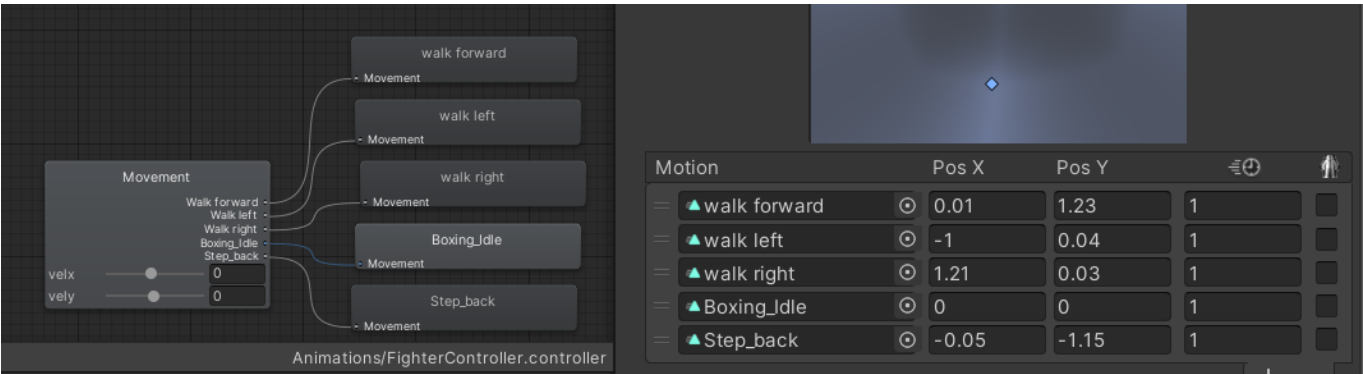 walk forward
Movement
walk left
Movement
walk right
Movement
Boxing_Idle
Movement
Step_back
Movement
Movement
Walk forward
Walk left
Walk right
Boxing_Idle
Step_back
velx 0
vely 0
Animations/FighterController.controller
Motion Pos X Pos Y
walk forward 0.01 1.23 1
walk left -1 0.04 1
walk right 1.21 0.03 1
Boxing_Idle 0 0 1
Step_back -0.05 -1.15 1